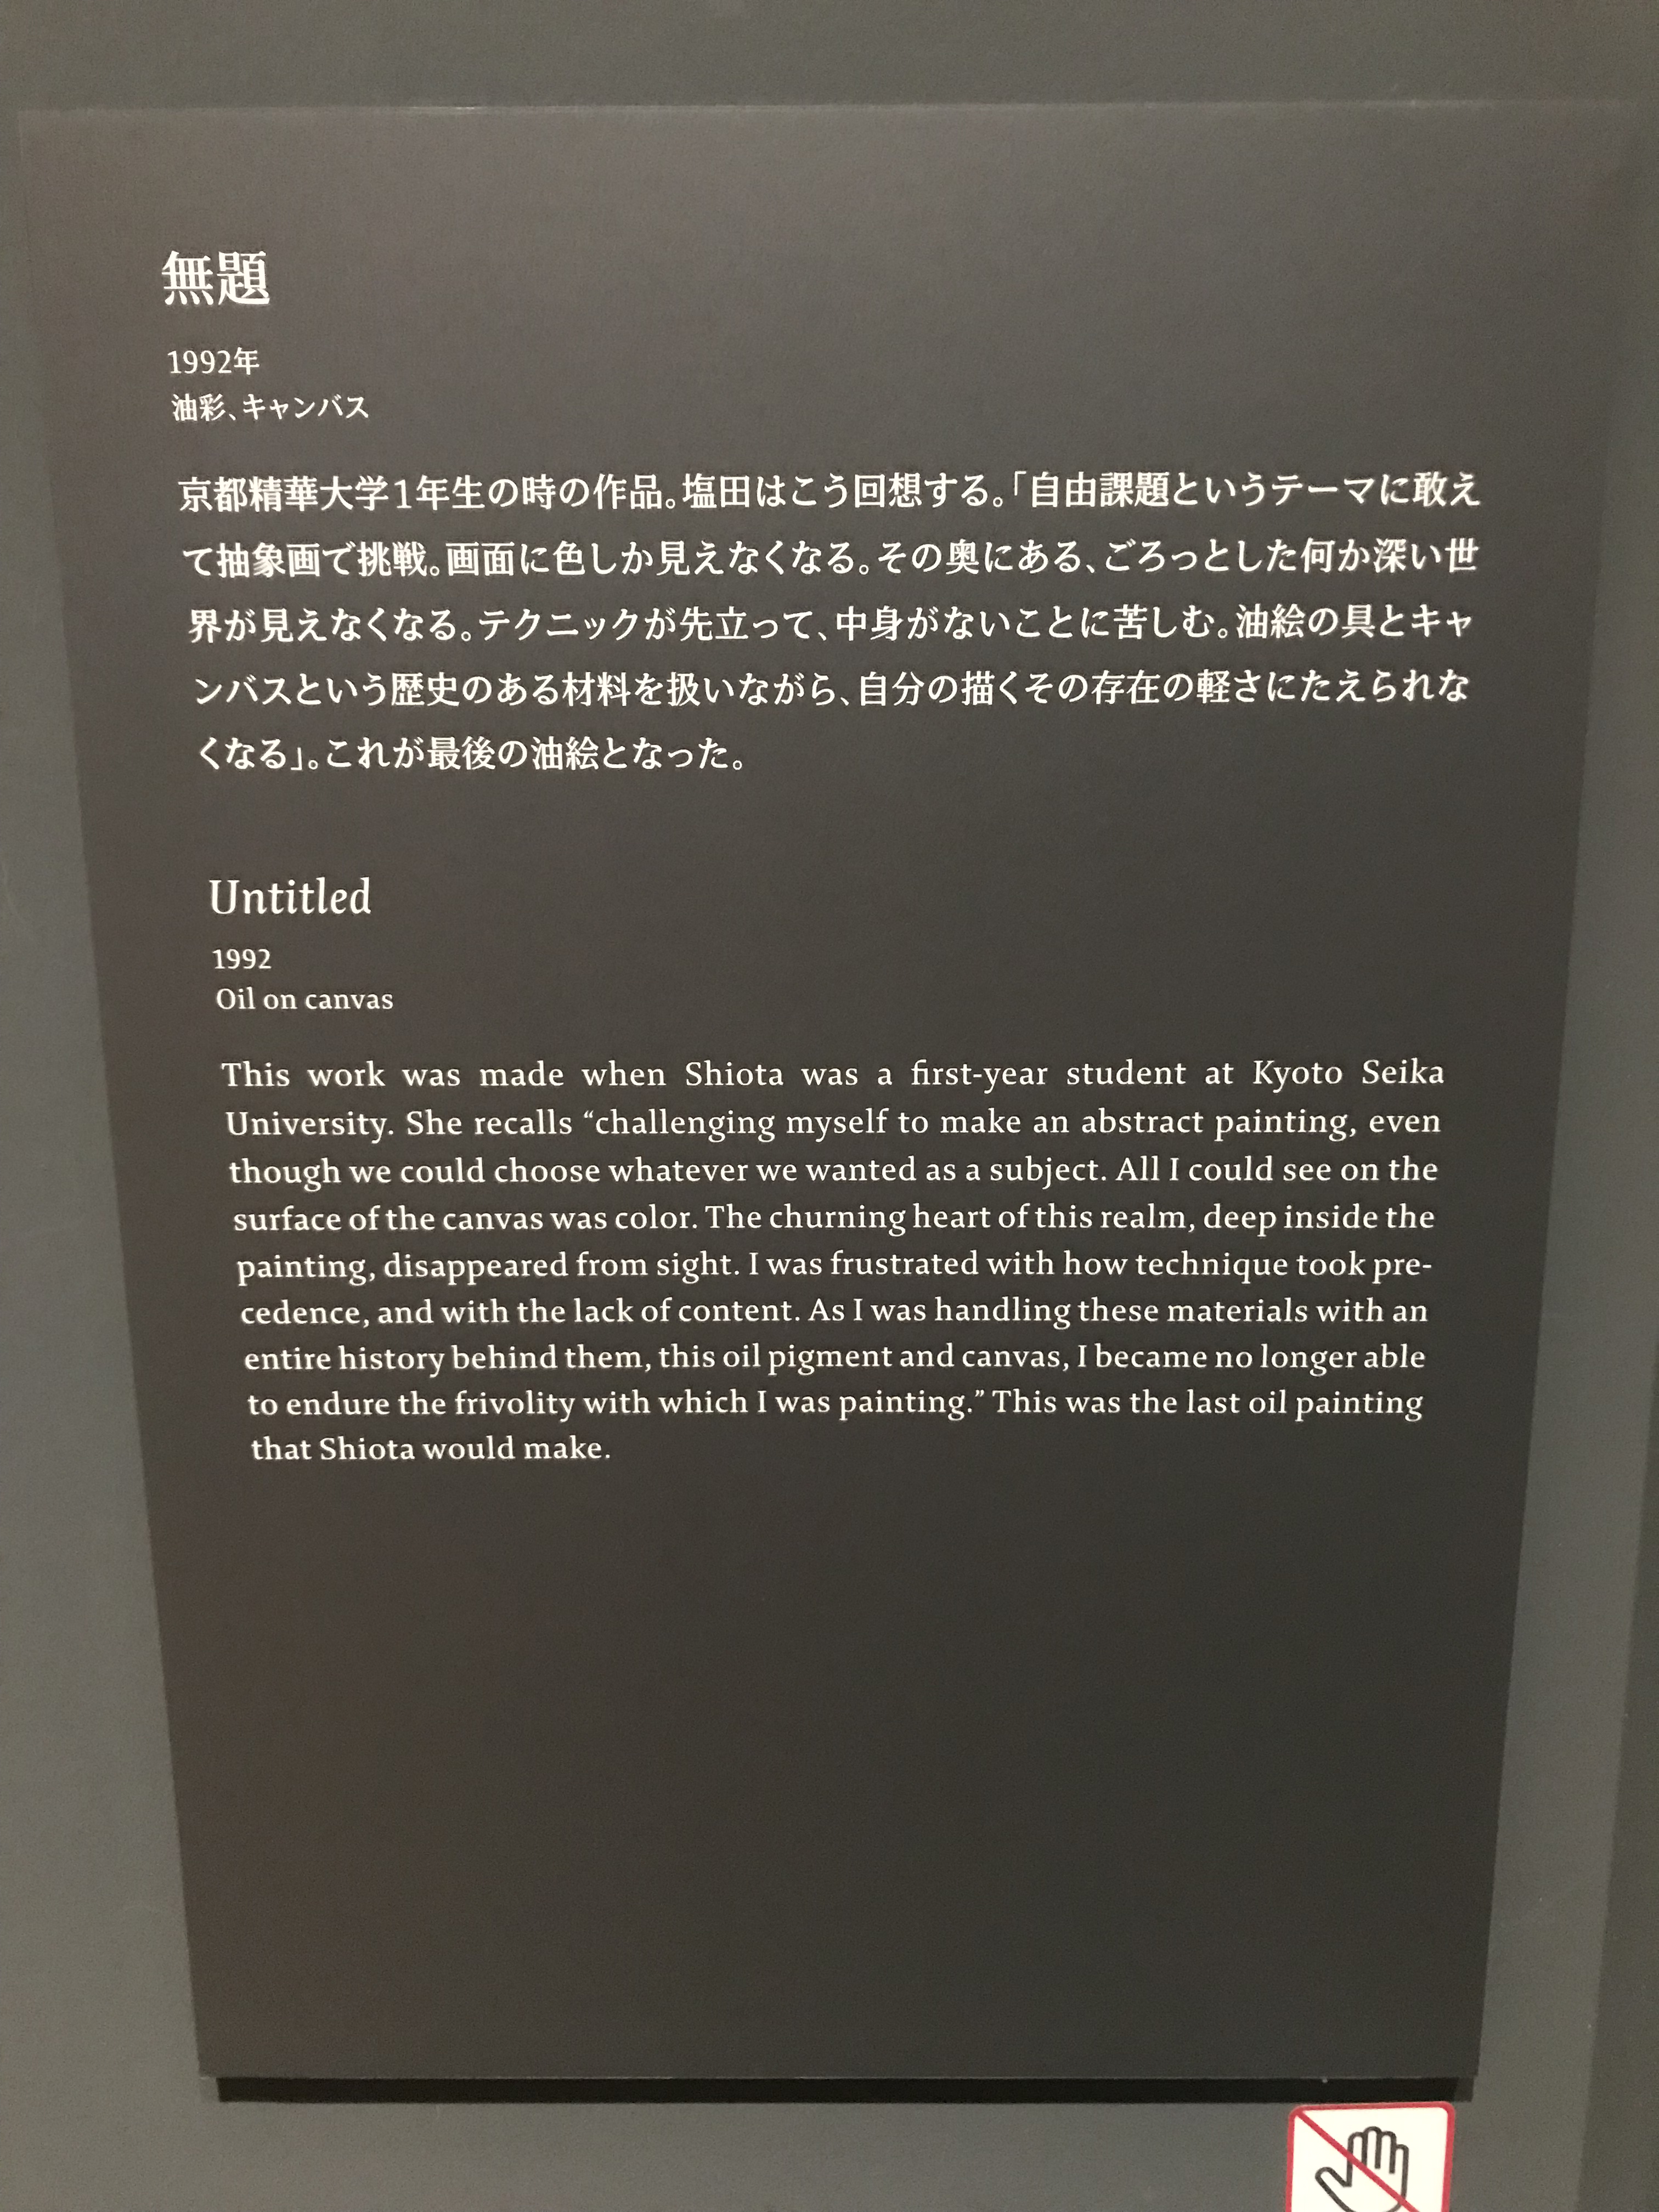 無題
1992年
油彩、キャンバス
京都精華大学1年生の時の作品。塩田はこう回想する。「自由課題というテーマに敢え
て抽象画で挑戦。画面に色しか見えなくなる。その奥にある、ごろっとした何か深い世
界が見えなくなる。テクニックが先立って、中身がないことに苦しむ。油絵の具とキャ
ンバスという歴史のある材料を扱いながら、自分の描くその存在の軽さにたえられな
くなる」。これが最後の油絵となった。
Untitled
1992
Oil on canvas
This work was made when Shiota was a first-year student at Kyoto Seika
University. She recalls “challenging myself to make an abstract painting, even
though we could choose whatever we wanted as a subject. All I could see on the
surface of the canvas was color. The churning heart of this realm, deep inside the
painting, disappeared from sight. I was frustrated with how technique took pre-
cedence, and with the lack of content. As I was handling these materials with an
entire history behind them, this oil pigment and canvas, I became no longer able
to endure the frivolity with which I was painting.” This was the last oil painting
that Shiota would make.